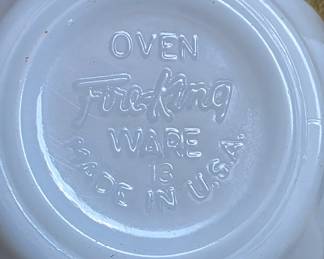 OVEN
Fire-King
WARE
13
MADE IN U.S.A.